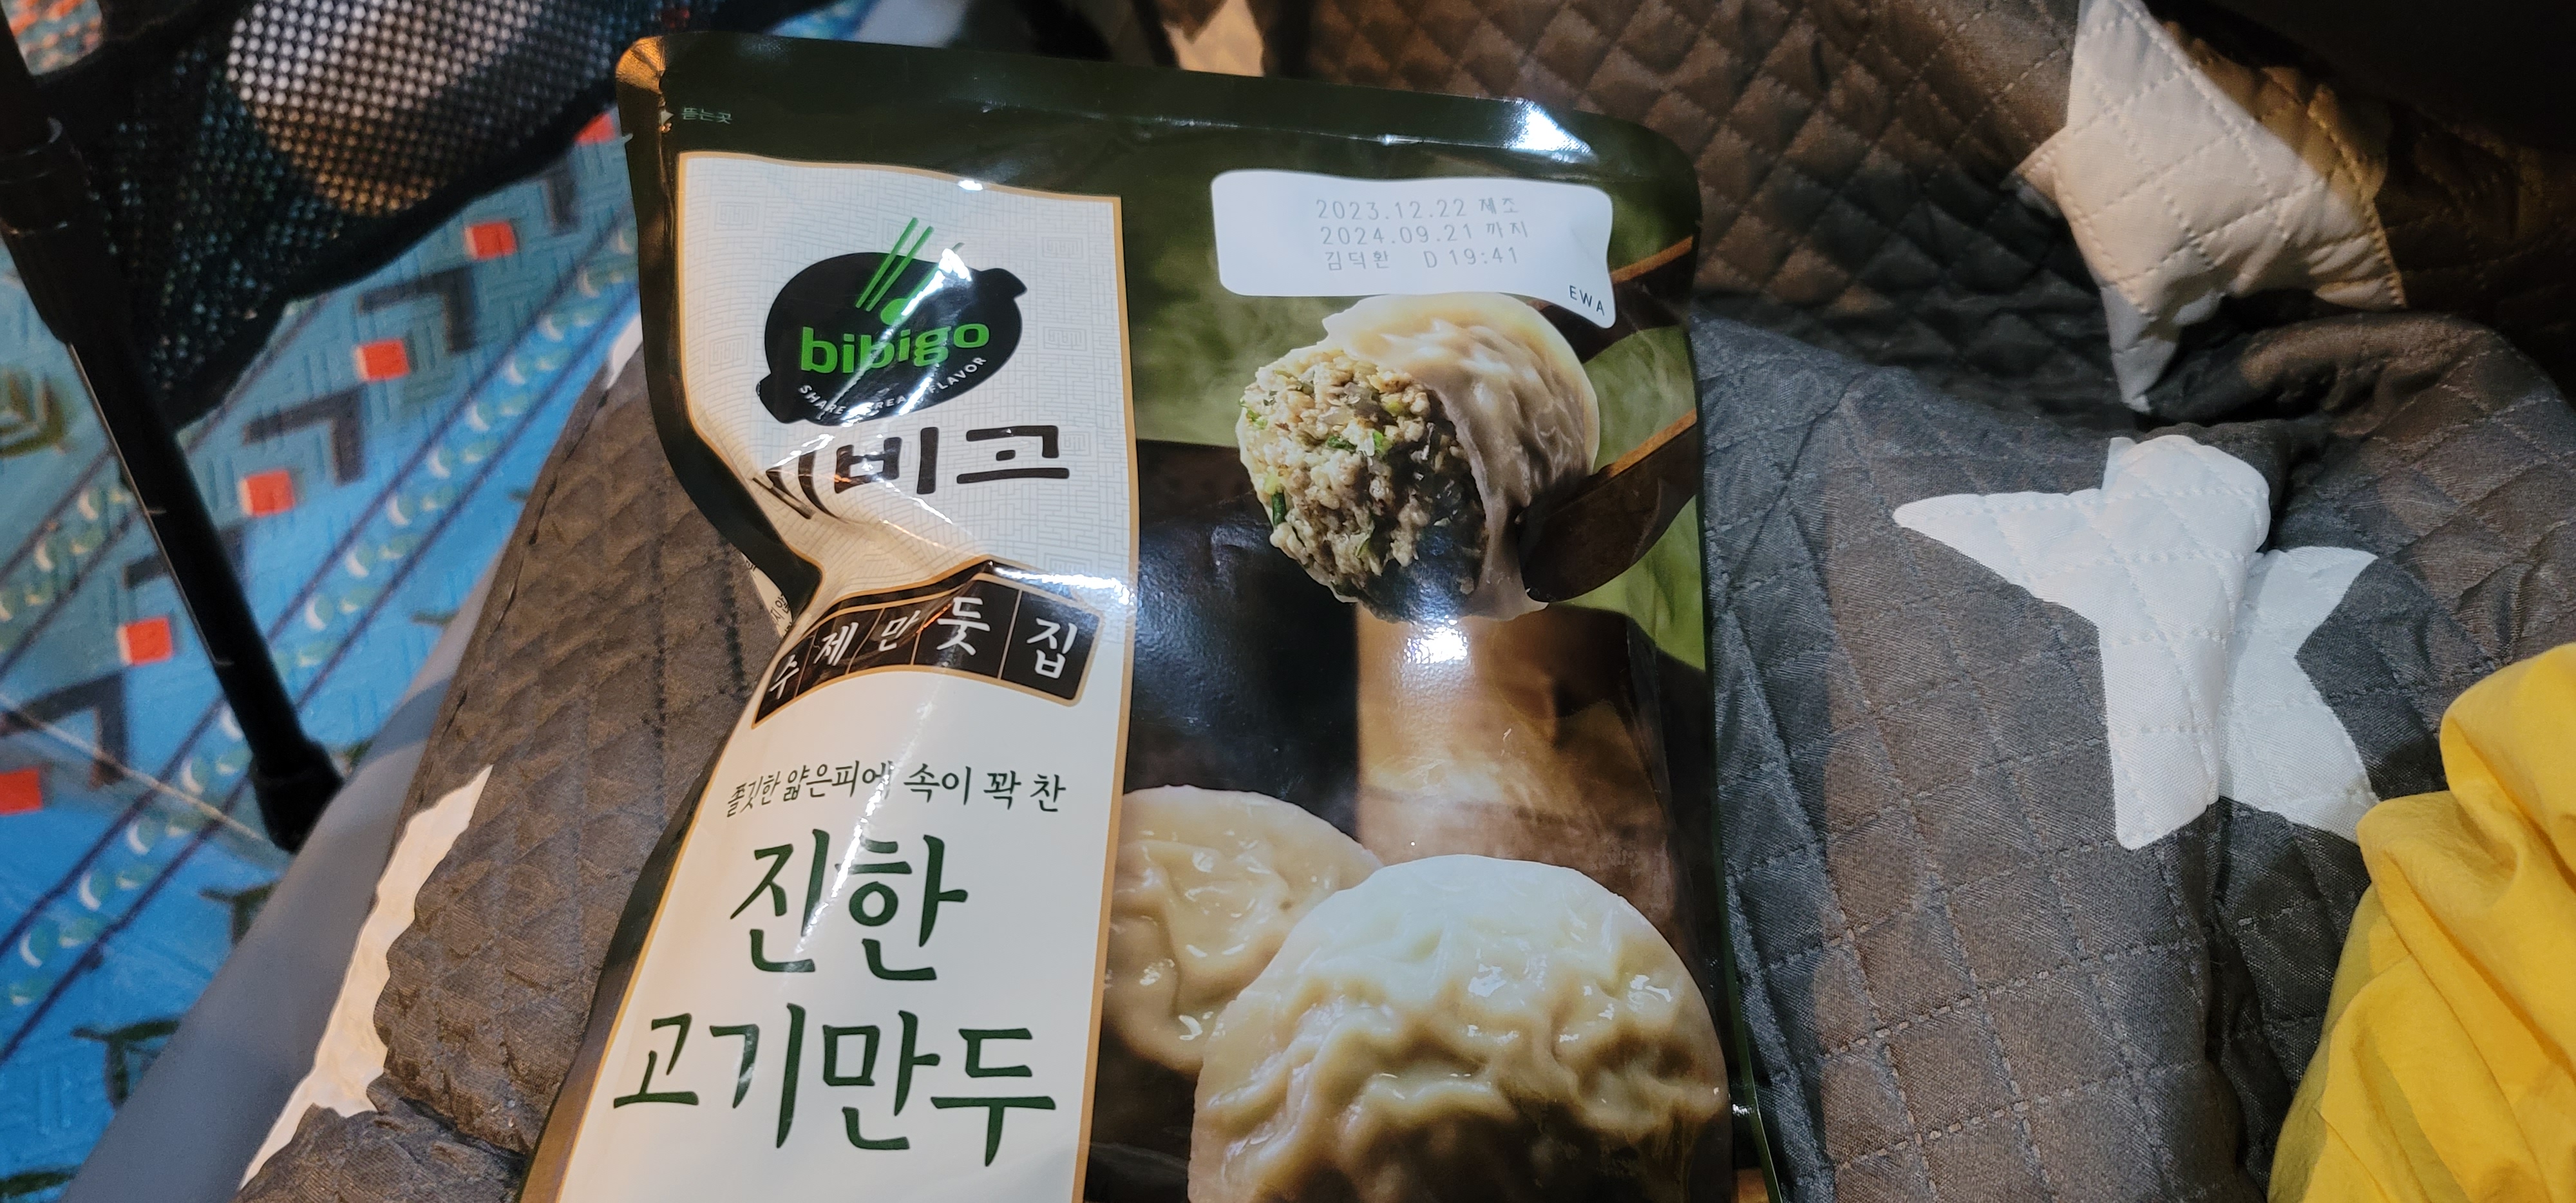 뜯는곳
2023.12.22 제조
2024.09.21 까지
김덕환 D 19:41
EWA
bibigo
SHARE KOREAN FLAVOR
비비고
수제만둣집
쫄깃한 얇은피에 속이 꽉 찬
진한
고기만두